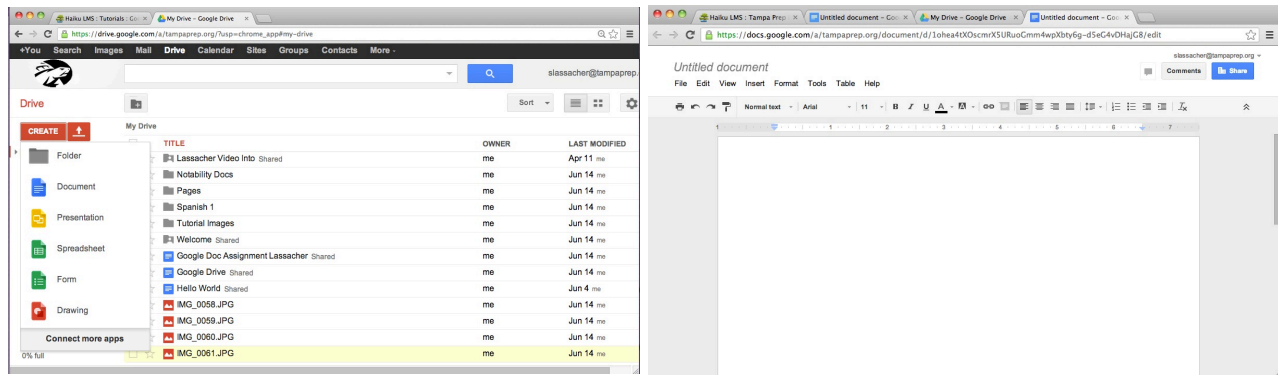 Haiku LMS : Tutorials : Go
My Drive – Google Drive
https://drive.google.com/a/tampaprep.org/?usp=chrome_app#my-drive
+You Search Images Mail Drive Calendar Sites Groups Contacts More
slassacher@tampaprep.
Drive
Sort
CREATE
My Drive
TITLE OWNER LAST MODIFIED
Folder
Document
Presentation
Spreadsheet
Form
Drawing
Connect more apps
0% full
Lassacher Video Into Shared me Apr 11 me
Notability Docs me Jun 14 me
Pages me Jun 14 me
Spanish 1 me Jun 14 me
Tutorial Images me Jun 14 me
Welcome Shared me Jun 14 me
Google Doc Assignment Lassacher Shared me Jun 14 me
Google Drive Shared me Jun 14 me
Hello World Shared me Jun 4 me
IMG_0058.JPG me Jun 14 me
IMG_0059.JPG me Jun 14 me
IMG_0060.JPG me Jun 14 me
IMG_0061.JPG me Jun 14 me
Haiku LMS : Tampa Prep
Untitled document – Goo
My Drive – Google Drive
Untitled document – Goo
https://docs.google.com/a/tampaprep.org/document/d/1ohea4tXOscmrX5URuoGmm4wpXbty6g-d5eG4vDHajG8/edit
slassacher@tampaprep.org
Untitled document
Comments Share
File Edit View Insert Format Tools Table Help
Normal text Arial 11 B I U A
1 1 2 3 4 5 6 7